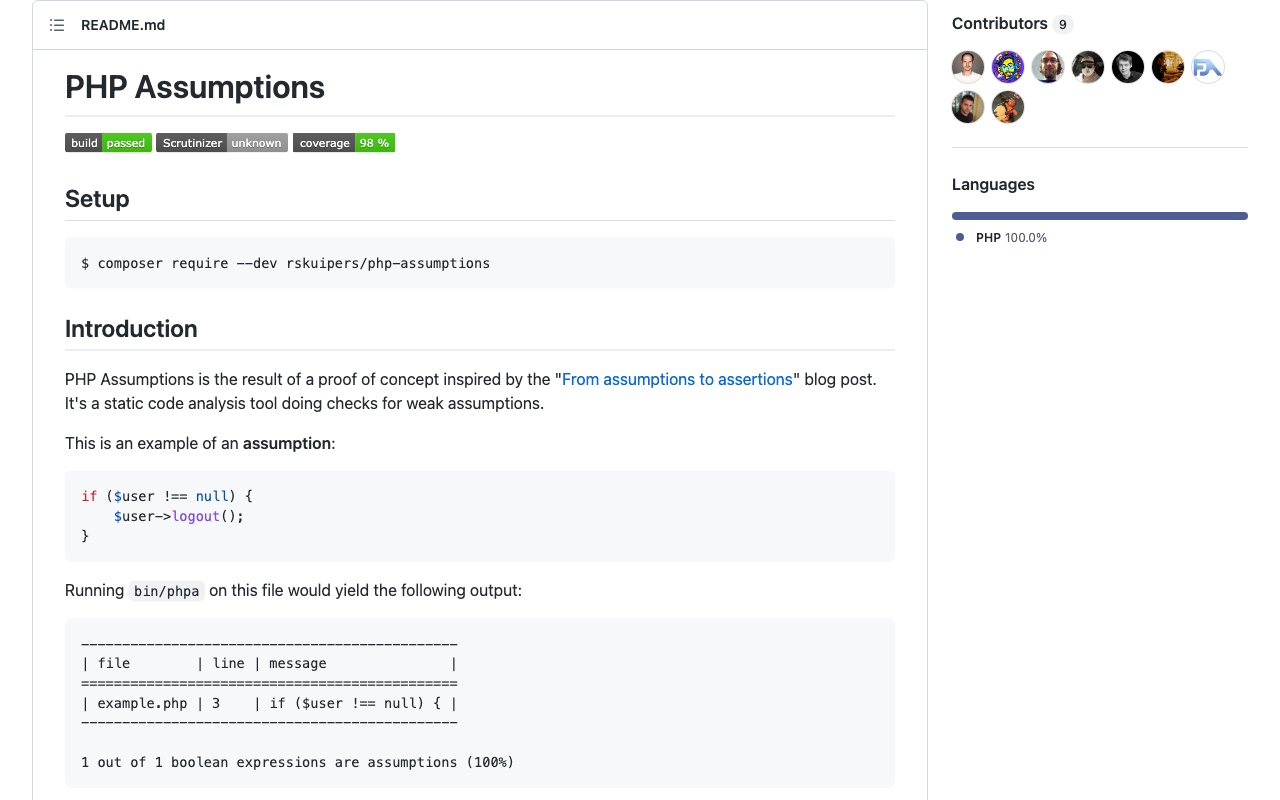 README.md
PHP Assumptions
build passed Scrutinizer unknown coverage 98 %
Setup
$ composer require --dev rskuipers/php-assumptions
Introduction
PHP Assumptions is the result of a proof of concept inspired by the "From assumptions to assertions" blog post.
It's a static code analysis tool doing checks for weak assumptions.
This is an example of an assumption:
if ($user !== null) {
    $user->logout();
}
Running bin/phpa on this file would yield the following output:
----------------------------------------------
| file        | line | message               |
==============================================
| example.php | 3    | if ($user !== null) { |
----------------------------------------------
1 out of 1 boolean expressions are assumptions (100%)
Contributors 9
Languages
PHP 100.0%